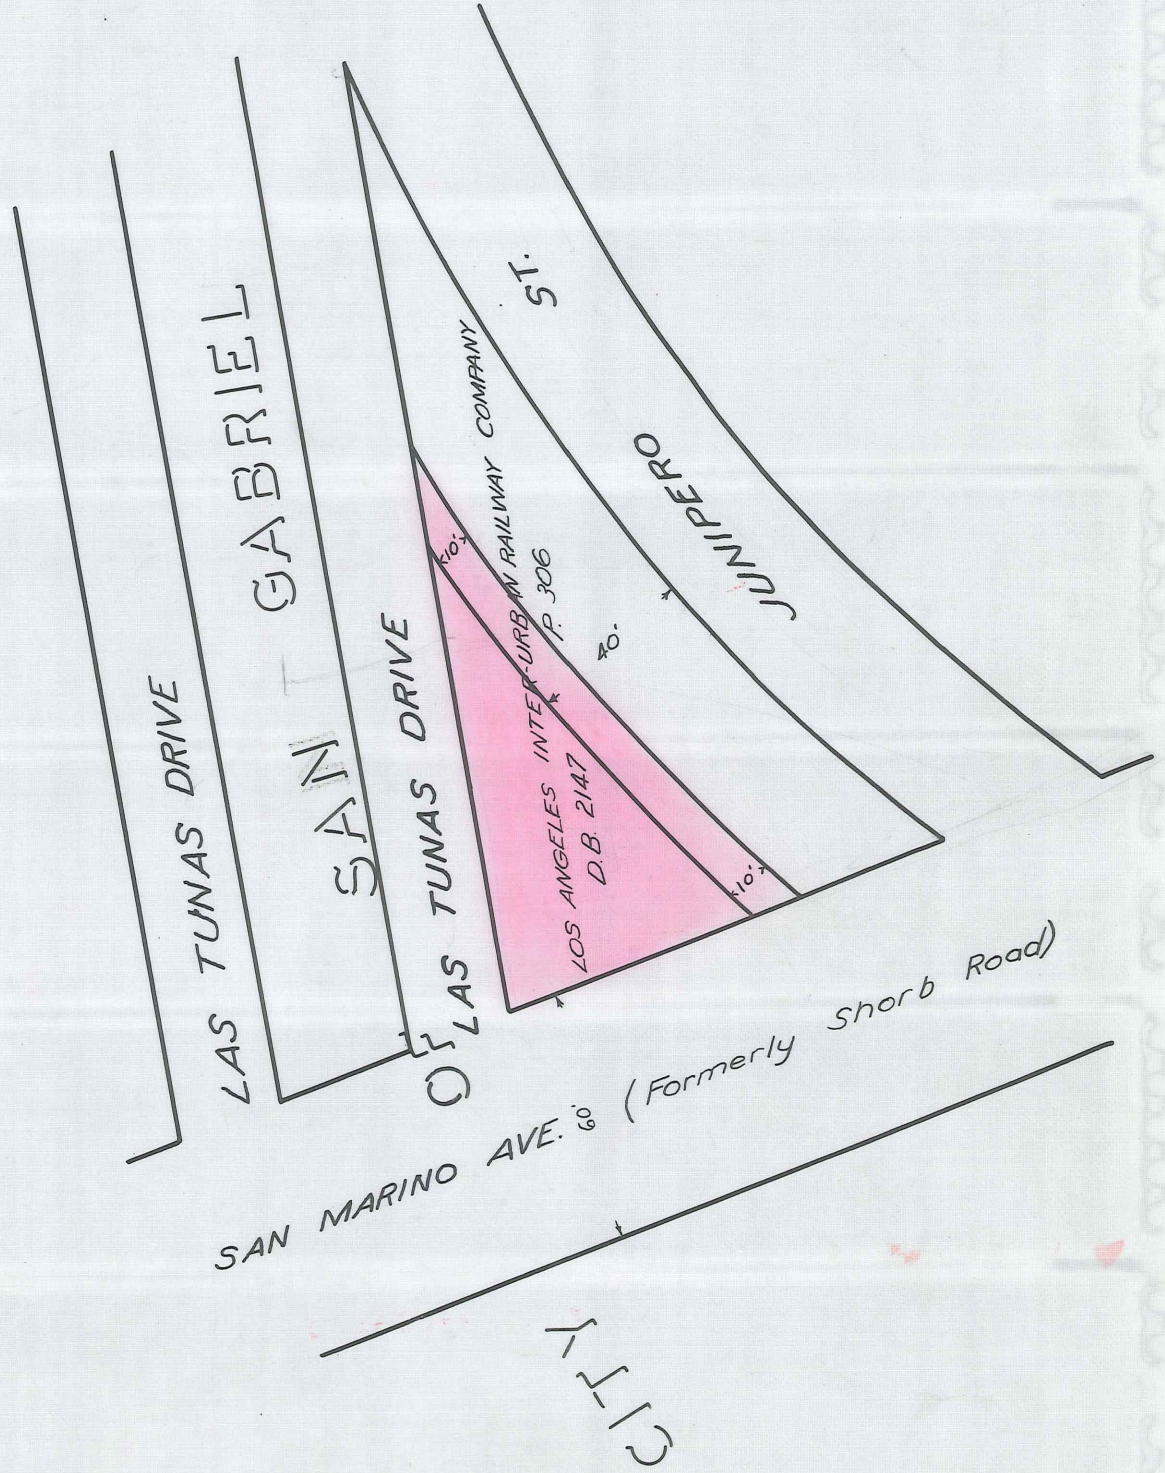 CITY OF SAN GABRIEL
LAS TUNAS DRIVE
LAS TUNAS DRIVE
LOS ANGELES INTER-URBAN RAILWAY COMPANY
D.B. 2147 P. 306
10'
10'
40'
JUNIPERO ST.
SAN MARINO AVE. 60' (Formerly Shorb Road)